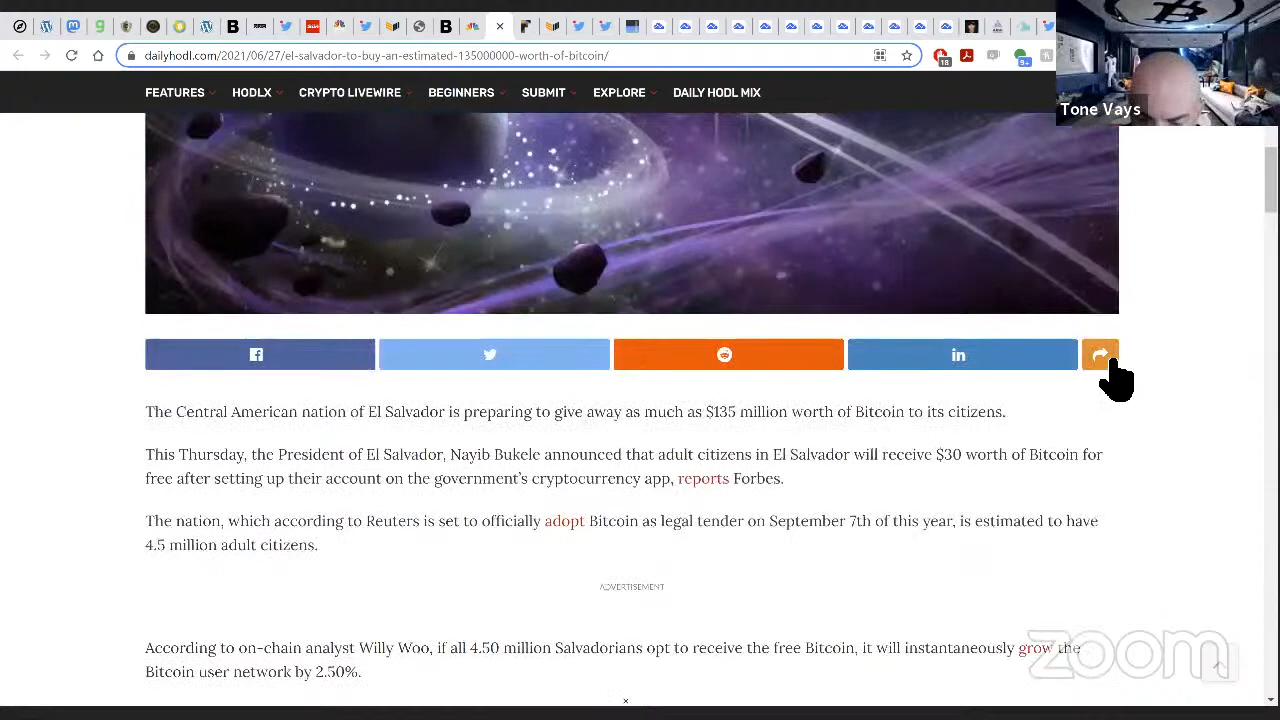 dailyhodl.com/2021/06/27/el-salvador-to-buy-an-estimated-135000000-worth-of-bitcoin/
18
9+
FEATURES HODLX CRYPTO LIVEWIRE BEGINNERS SUBMIT EXPLORE DAILY HODL MIX
Tone Vays
The Central American nation of El Salvador is preparing to give away as much as $135 million worth of Bitcoin to its citizens.
This Thursday, the President of El Salvador, Nayib Bukele announced that adult citizens in El Salvador will receive $30 worth of Bitcoin for
free after setting up their account on the government's cryptocurrency app, reports Forbes.
The nation, which according to Reuters is set to officially adopt Bitcoin as legal tender on September 7th of this year, is estimated to have
4.5 million adult citizens.
ADVERTISEMENT
According to on-chain analyst Willy Woo, if all 4.50 million Salvadorians opt to receive the free Bitcoin, it will instantaneously grow the
Bitcoin user network by 2.50%.
zoom